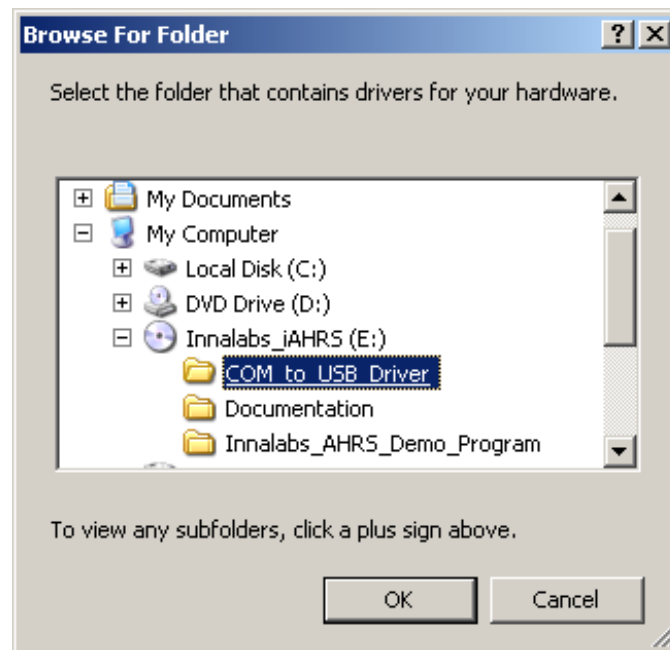 Browse For Folder
Select the folder that contains drivers for your hardware.
My Documents
My Computer
Local Disk (C:)
DVD Drive (D:)
Innalabs_iAHRS (E:)
COM_to_USB_Driver
Documentation
Innalabs_AHRS_Demo_Program
To view any subfolders, click a plus sign above.
OK Cancel